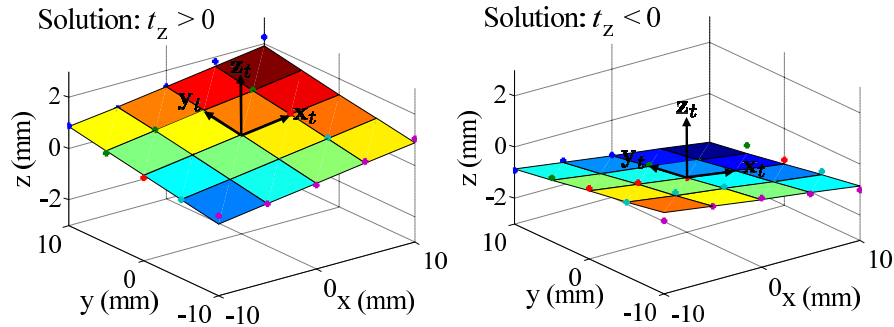 Solution: t_z > 0
z_t
y_t
x_t
2
0
-2
z (mm)
10
0
-10
y (mm)
-10
0
10
x (mm)
Solution: t_z < 0
z_t
y_t
x_t
2
0
-2
z (mm)
10
0
-10
y (mm)
-10
0
10
x (mm)